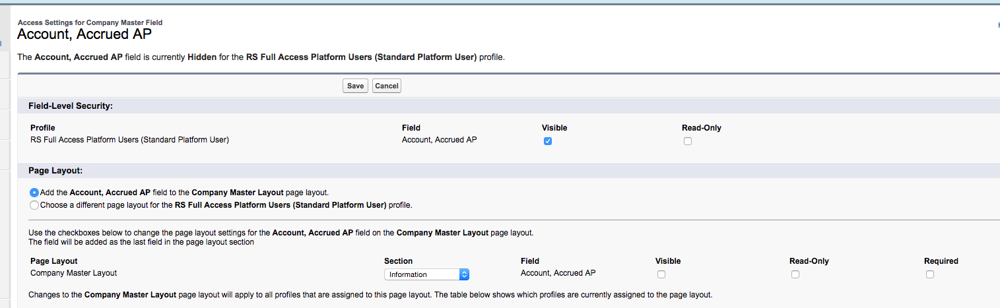 Access Settings for Company Master Field
Account, Accrued AP
The Account, Accrued AP field is currently Hidden for the RS Full Access Platform Users (Standard Platform User) profile.
Save Cancel
Field-Level Security:
Profile Field Visible Read-Only
RS Full Access Platform Users (Standard Platform User) Account, Accrued AP
Page Layout:
Add the Account, Accrued AP field to the Company Master Layout page layout.
Choose a different page layout for the RS Full Access Platform Users (Standard Platform User) profile.
Use the checkboxes below to change the page layout settings for the Account, Accrued AP field on the Company Master Layout page layout.
The field will be added as the last field in the page layout section
Page Layout Section Field Visible Read-Only Required
Company Master Layout Information Account, Accrued AP
Changes to the Company Master Layout page layout will apply to all profiles that are assigned to this page layout. The table below shows which profiles are currently assigned to the page layout.